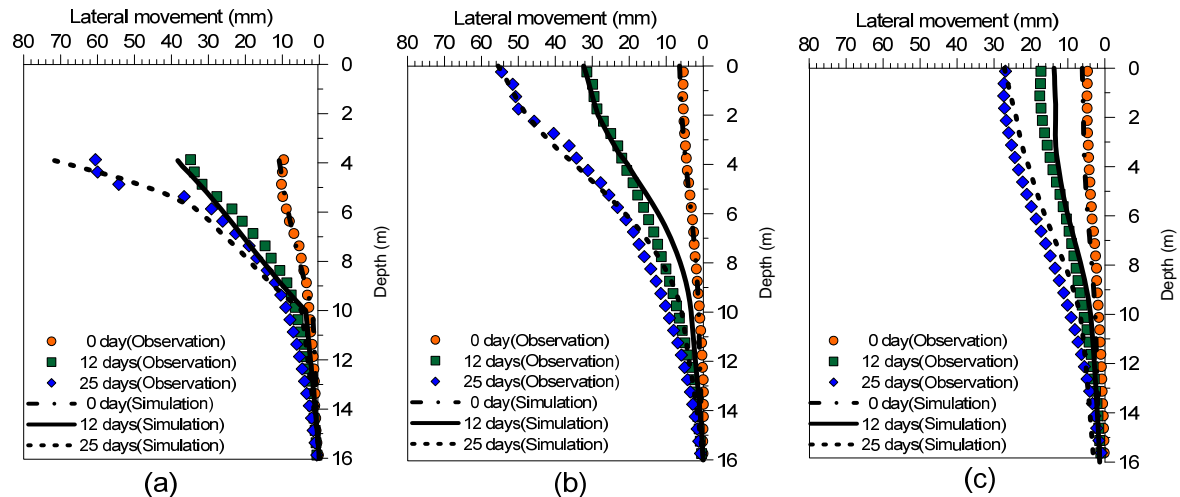 Lateral movement (mm)
80 70 60 50 40 30 20 10 0
0
2
4
6
8
10
12
14
16
Depth (m)
0 day(Observation)
12 days(Observation)
25 days(Observation)
0 day(Simulation)
12 days(Simulation)
25 days(Simulation)
(a)
Lateral movement (mm)
80 70 60 50 40 30 20 10 0
0
2
4
6
8
10
12
14
16
Depth (m)
0 day(Observation)
12 days(Observation)
25 days(Observation)
0 day(Simulation)
12 days(Simulation)
25 days(Simulation)
(b)
Lateral movement (mm)
80 70 60 50 40 30 20 10 0
0
2
4
6
8
10
12
14
16
Depth (m)
0 day(Observation)
12 days(Observation)
25 days(Observation)
0 day(Simulation)
12 days(Simulation)
25 days(Simulation)
(c)